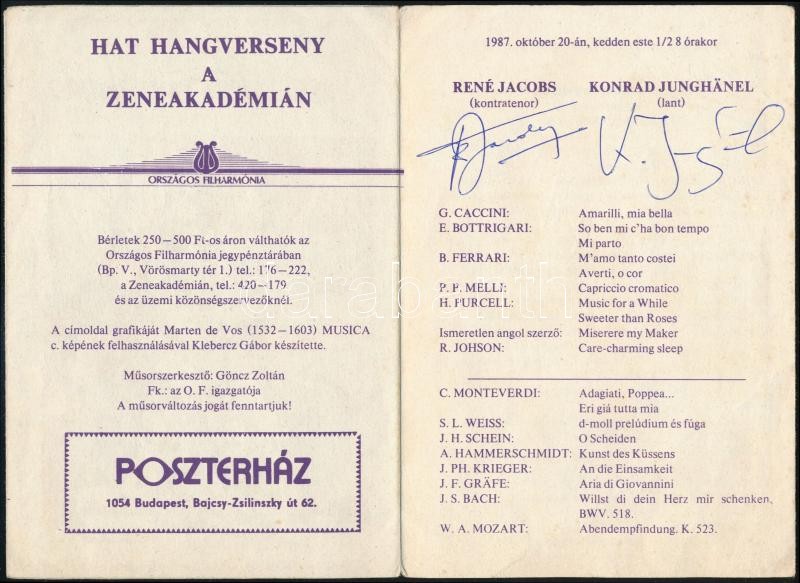 HAT HANGVERSENY
A
ZENEAKADÉMIÁN
ORSZÁGOS FILHARMÓNIA
Bérletek 250—500 Ft-os áron válthatók az
Országos Filharmónia jegypénztárában
(Bp. V., Vörösmarty tér 1.) tel.: 176—222,
a Zeneakadémián, tel.: 420—179
és az üzemi közönségszervezőknél.
A címoldal grafikáját Marten de Vos (1532—1603) MUSICA
c. képének felhasználásával Klebercz Gábor készítette.
Műsorszerkesztő: Göncz Zoltán
Fk.: az O. F. igazgatója
A műsorváltozás jogát fenntartjuk!
POSZTERHÁZ
1054 Budapest, Bajcsy-Zsilinszky út 62.
1987. október 20-án, kedden este 1/2 8 órakor
RENÉ JACOBS KONRAD JUNGHÄNEL
(kontratenor) (lant)
G. CACCINI: Amarilli, mia bella
E. BOTTRIGARI: So ben mi c'ha bon tempo
Mi parto
B. FERRARI: M'amo tanto costei
Averti, o cor
P. P. MELLI: Capriccio cromatico
H. PURCELL: Music for a While
Sweeter than Roses
Ismeretlen angol szerző: Miserere my Maker
R. JOHSON: Care-charming sleep
C. MONTEVERDI: Adagiati, Poppea...
Eri giá tutta mia
S. L. WEISS: d-moll prelúdium és fúga
J. H. SCHEIN: O Scheiden
A. HAMMERSCHMIDT: Kunst des Küssens
J. PH. KRIEGER: An die Einsamkeit
J. F. GRÄFE: Aria di Giovannini
J. S. BACH: Willst di dein Herz mir schenken,
BWV. 518.
W. A. MOZART: Abendempfindung. K. 523.
darabanth